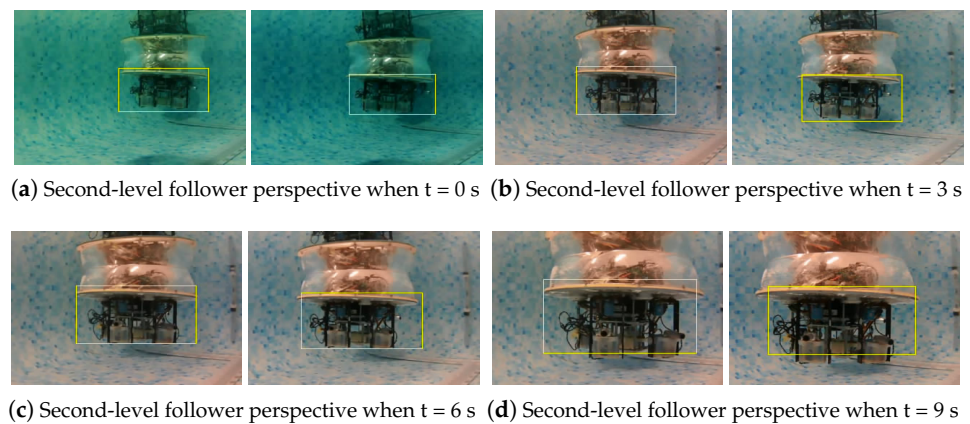 (a) Second-level follower perspective when t = 0 s (b) Second-level follower perspective when t = 3 s
(c) Second-level follower perspective when t = 6 s (d) Second-level follower perspective when t = 9 s